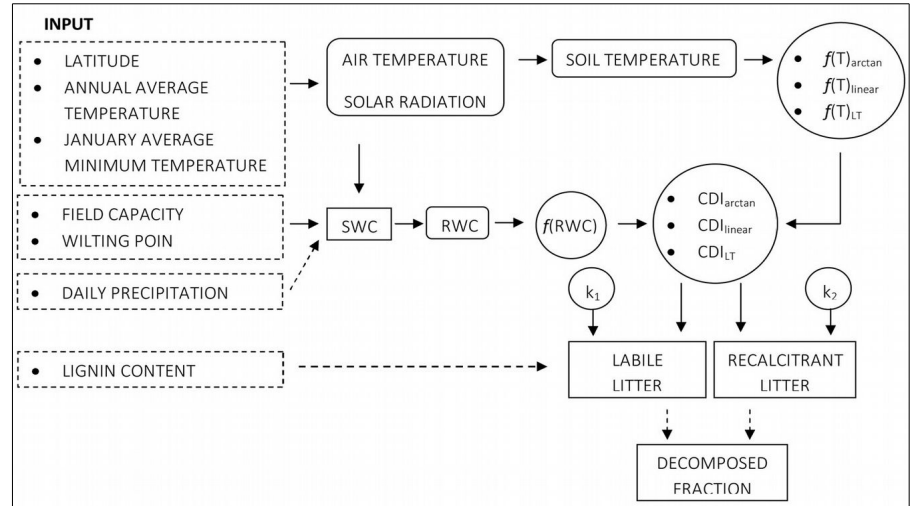 INPUT
● LATITUDE
● ANNUAL AVERAGE
TEMPERATURE
● JANUARY AVERAGE
MINIMUM TEMPERATURE
AIR TEMPERATURE
SOLAR RADIATION
SOIL TEMPERATURE
● f(T)arctan
● f(T)linear
● f(T)LT
● FIELD CAPACITY
● WILTING POIN
SWC
RWC
f(RWC)
● CDIarctan
● CDIlinear
● CDILT
● DAILY PRECIPITATION
k1
k2
● LIGNIN CONTENT
LABILE
LITTER
RECALCITRANT
LITTER
DECOMPOSED
FRACTION